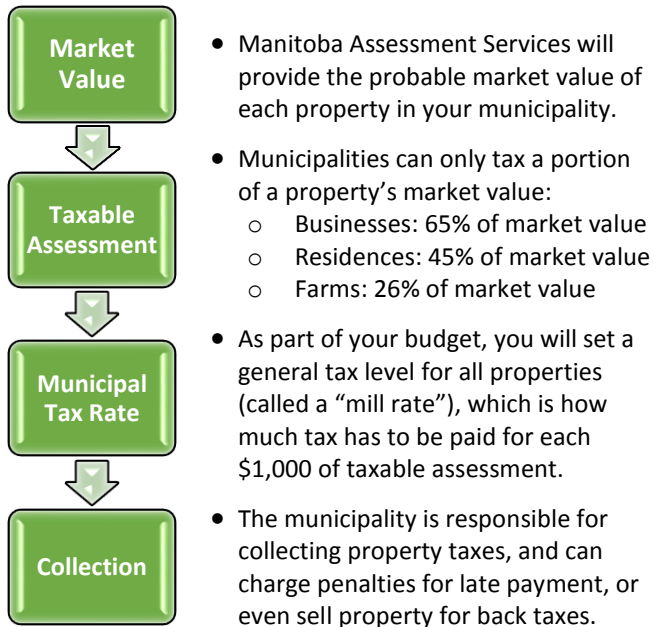 Market
Value
• Manitoba Assessment Services will
provide the probable market value of
each property in your municipality.
Taxable
Assessment
• Municipalities can only tax a portion
of a property’s market value:
o Businesses: 65% of market value
o Residences: 45% of market value
o Farms: 26% of market value
Municipal
Tax Rate
• As part of your budget, you will set a
general tax level for all properties
(called a “mill rate”), which is how
much tax has to be paid for each
$1,000 of taxable assessment.
Collection
• The municipality is responsible for
collecting property taxes, and can
charge penalties for late payment, or
even sell property for back taxes.